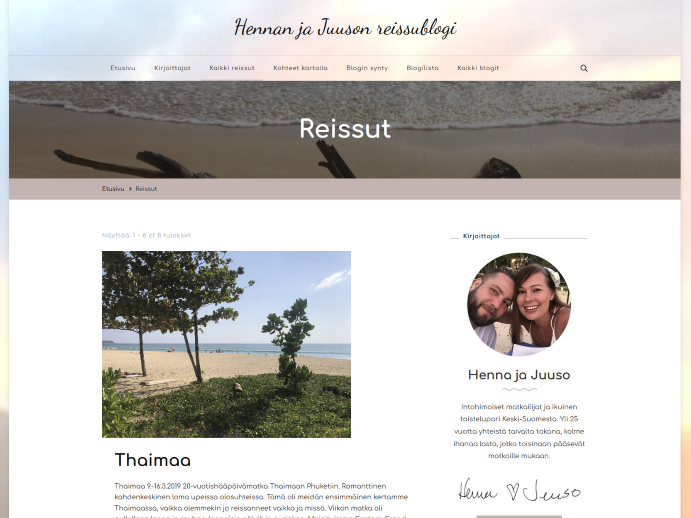 Hennan ja Juuson reissublogi
Etusivu Kirjoittajat Kaikki reissut Kohteet kartalla Blogin synty Blogilista Kaikki blogit
Reissut
Etusivu > Reissut
Näyttää: 1 - 8 of 8 tulokset
Kirjoittajat
Henna ja Juuso
Intohimoiset matkailijat ja ikuinen
taistelupari Keski-Suomesta. Yli 25
vuotta yhteistä taivalta takana, kolme
ihanaa lasta, jotka toisinaan pääsevät
matkoille mukaan.
Henna ♡ Juuso
Thaimaa
Thaimaa 9.-16.3.2019 20-vuotishääpäivämatka Thaimaan Phuketiin. Romanttinen
kahdenkeskinen loma upeissa olosuhteissa. Tämä oli meidän ensimmäinen kertamme
Thaimaassa, vaikka olemmekin jo reissanneet vaikka ja missä. Viikon matka oli